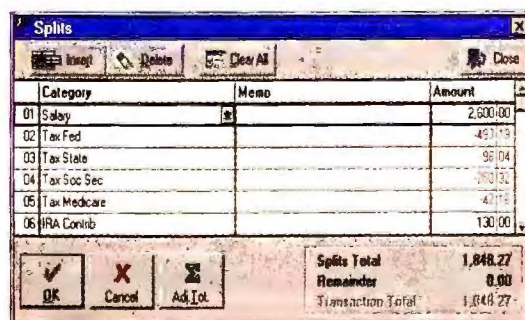 Splits
Insert Delete Clear All Close
Category Memo Amount
01 Salary 2,600 00
02 Tax Fed
03 Tax State 96 04
04 Tax Soc Sec
05 Tax Medicare
06 IRA Contrib 130 00
Splits Total 1,848.27
Remainder 0.00
Transaction Total 1,848.27
OK Cancel Adj.Tot.